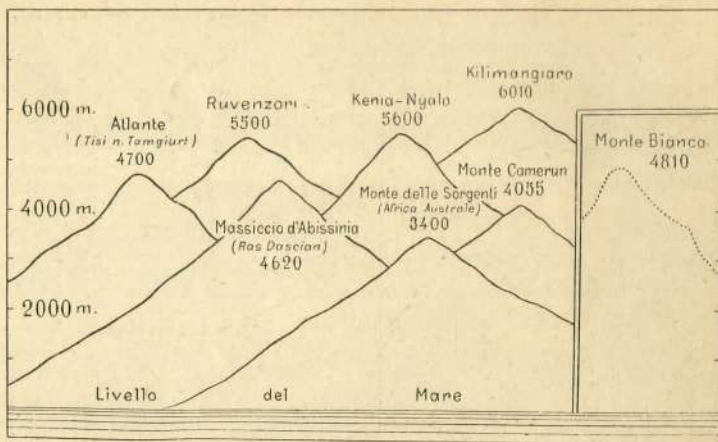 6000 m.
4000 m.
2000 m.
Atlante
(Tisi n. Tamgiurt)
4700
Ruvenzori
5500
Kenia-Nyalo
5600
Kilimangiaro
6010
Massiccio d'Abissinia
(Ras Dascian)
4620
Monte delle Sorgenti
(Africa Australe)
3400
Monte Camerun
4055
Monte Bianco
4810
Livello del Mare